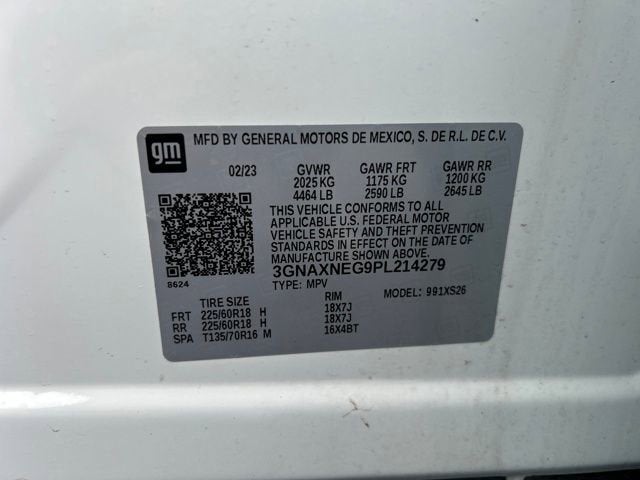 gm MFD BY GENERAL MOTORS DE MEXICO, S. DE R.L. DE C.V.
02/23 GVWR GAWR FRT GAWR RR
2025 KG 1175 KG 1200 KG
4464 LB 2590 LB 2645 LB
THIS VEHICLE CONFORMS TO ALL
APPLICABLE U.S. FEDERAL MOTOR
VEHICLE SAFETY AND THEFT PREVENTION
STANDARDS IN EFFECT ON THE DATE OF
MANUFACTURE SHOWN ABOVE.
8624 3GNAXNEG9PL214279
TYPE: MPV MODEL: 991XS26
TIRE SIZE RIM
FRT 225/60R18 H 18X7J
RR 225/60R18 H 18X7J
SPA T135/70R16 M 16X4BT